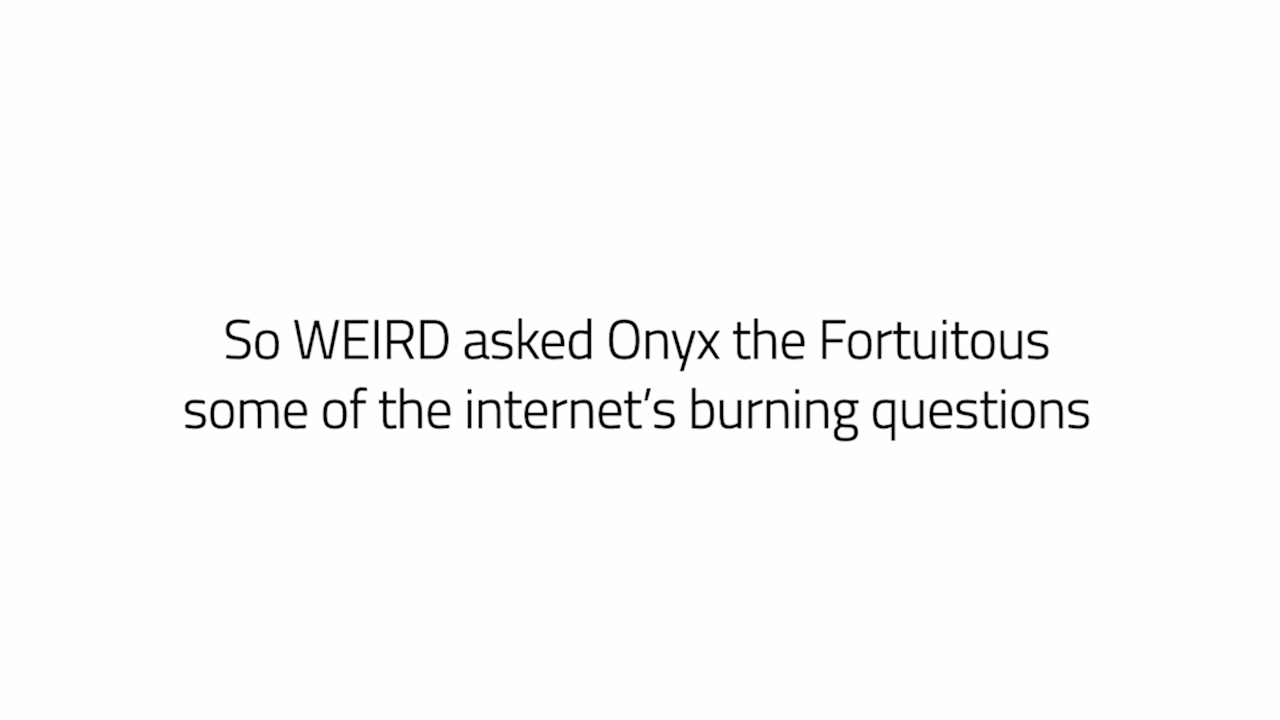 So WEIRD asked Onyx the Fortuitous
some of the internet’s burning questions